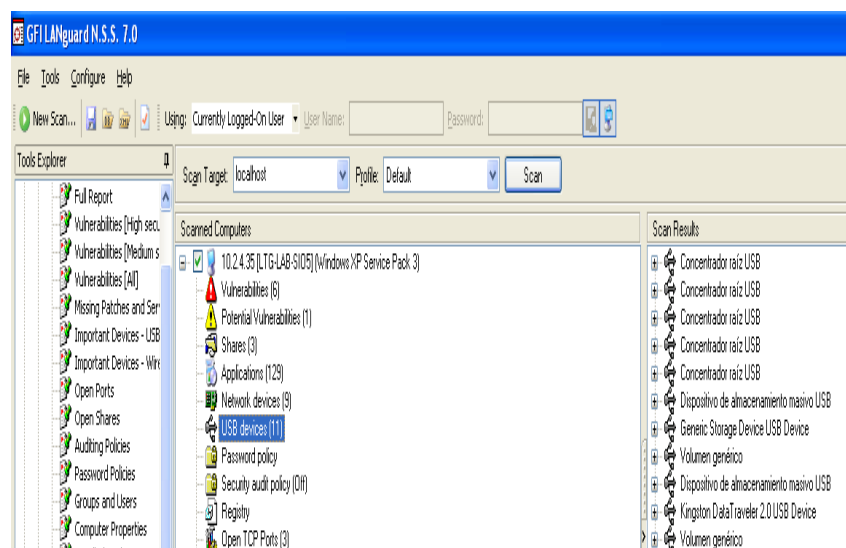 GFI LANguard N.S.S. 7.0
File Tools Configure Help
New Scan... Using: Currently Logged-On User User Name: Password:
Tools Explorer
Scan Target: localhost Profile: Default Scan
Full Report
Vulnerabilities [High secu
Vulnerabilities [Medium s
Vulnerabilities [All]
Missing Patches and Ser
Important Devices - USB
Important Devices - Wire
Open Ports
Open Shares
Auditing Policies
Password Policies
Groups and Users
Computer Properties
Scanned Computers
10.2.4.35 [LTG-LAB-SI05] (Windows XP Service Pack 3)
Vulnerabilities (6)
Potential Vulnerabilities (1)
Shares (3)
Applications (129)
Network devices (9)
USB devices (11)
Password policy
Security audit policy (Off)
Registry
Open TCP Ports (3)
Scan Results
Concentrador raíz USB
Concentrador raíz USB
Concentrador raíz USB
Concentrador raíz USB
Concentrador raíz USB
Dispositivo de almacenamiento masivo USB
Generic Storage Device USB Device
Volumen genérico
Dispositivo de almacenamiento masivo USB
Kingston DataTraveler 2.0 USB Device
Volumen genérico